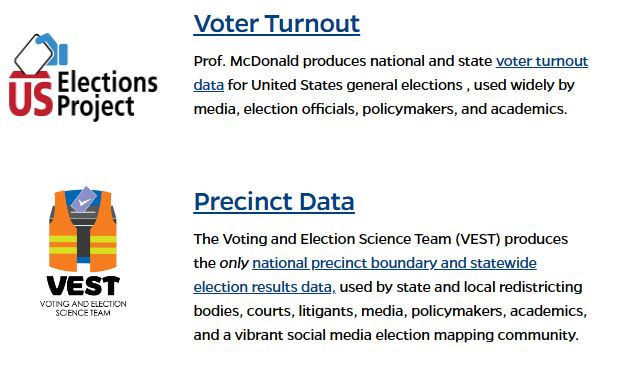 Voter Turnout
US Elections
Project
Prof. McDonald produces national and state voter turnout
data for United States general elections , used widely by
media, election officials, policymakers, and academics.
Precinct Data
VEST
VOTING AND ELECTION
SCIENCE TEAM
The Voting and Election Science Team (VEST) produces
the only national precinct boundary and statewide
election results data, used by state and local redistricting
bodies, courts, litigants, media, policymakers, academics,
and a vibrant social media election mapping community.